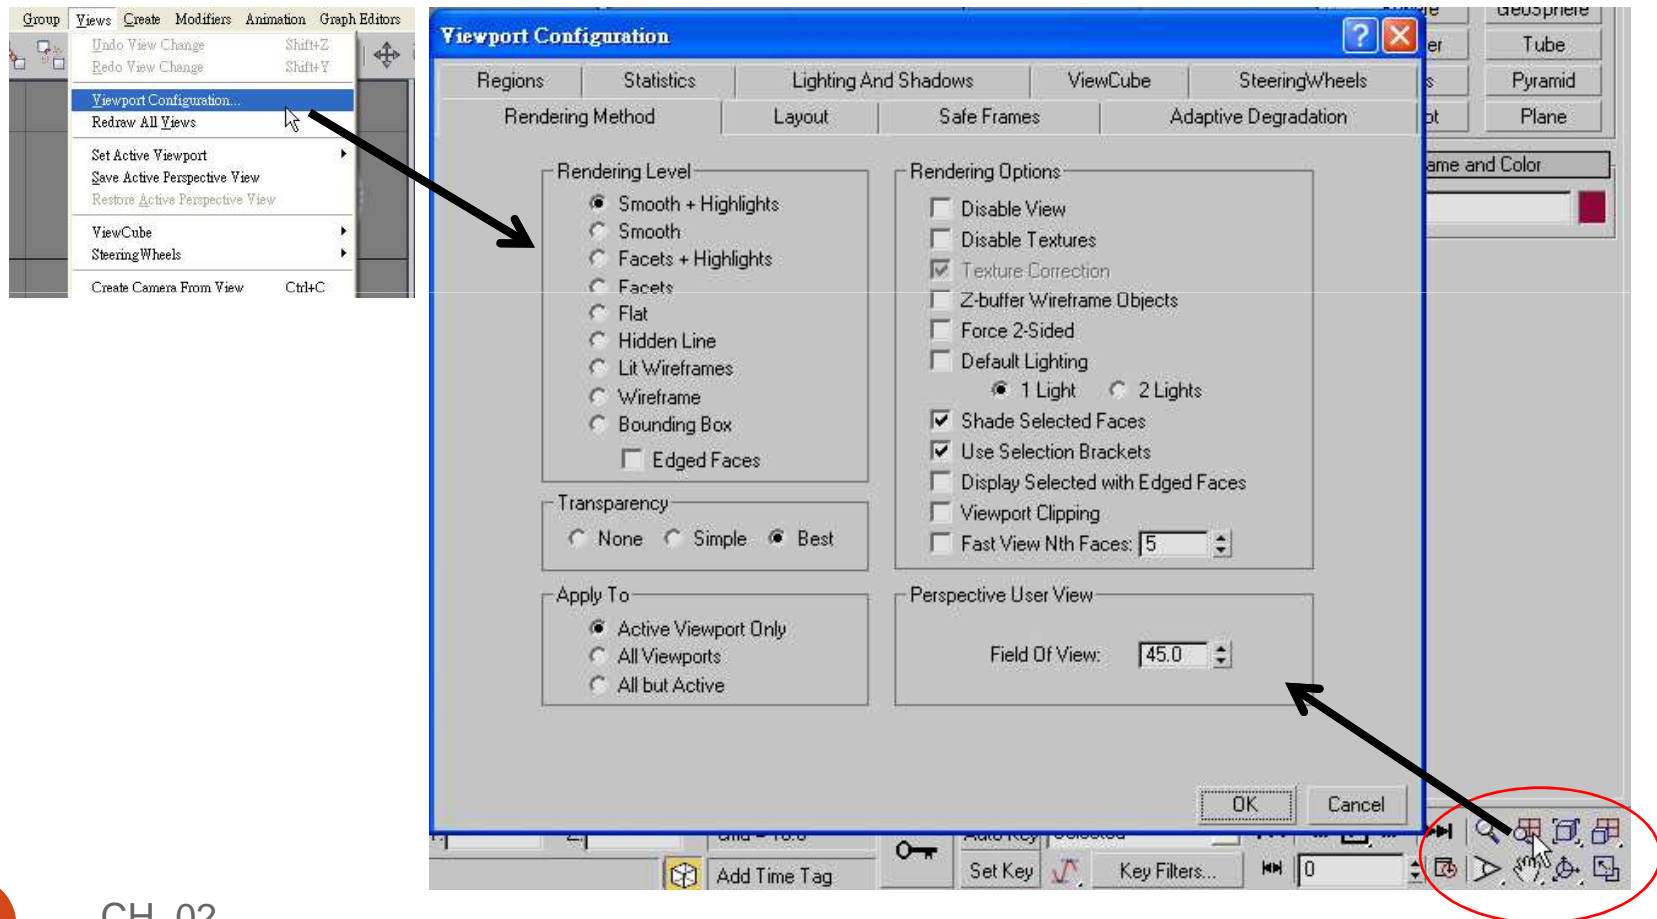 Group Views Create Modifiers Animation Graph Editors
Undo View Change Shift+Z
Redo View Change Shift+Y
Viewport Configuration...
Redraw All Views
Set Active Viewport
Save Active Perspective View
Restore Active Perspective View
ViewCube
SteeringWheels
Create Camera From View Ctrl+C
Viewport Configuration
Regions Statistics Lighting And Shadows ViewCube SteeringWheels
Rendering Method Layout Safe Frames Adaptive Degradation
Rendering Level
Smooth + Highlights
Smooth
Facets + Highlights
Facets
Flat
Hidden Line
Lit Wireframes
Wireframe
Bounding Box
Edged Faces
Transparency
None Simple Best
Apply To
Active Viewport Only
All Viewports
All but Active
Rendering Options
Disable View
Disable Textures
Texture Correction
Z-buffer Wireframe Objects
Force 2-Sided
Default Lighting
1 Light 2 Lights
Shade Selected Faces
Use Selection Brackets
Display Selected with Edged Faces
Viewport Clipping
Fast View Nth Faces: 5
Perspective User View
Field Of View: 45.0
OK Cancel
GeoSphere
Tube
Pyramid
Plane
ame and Color
Auto Key Selected
Add Time Tag
Set Key Key Filters... 0
CH 02